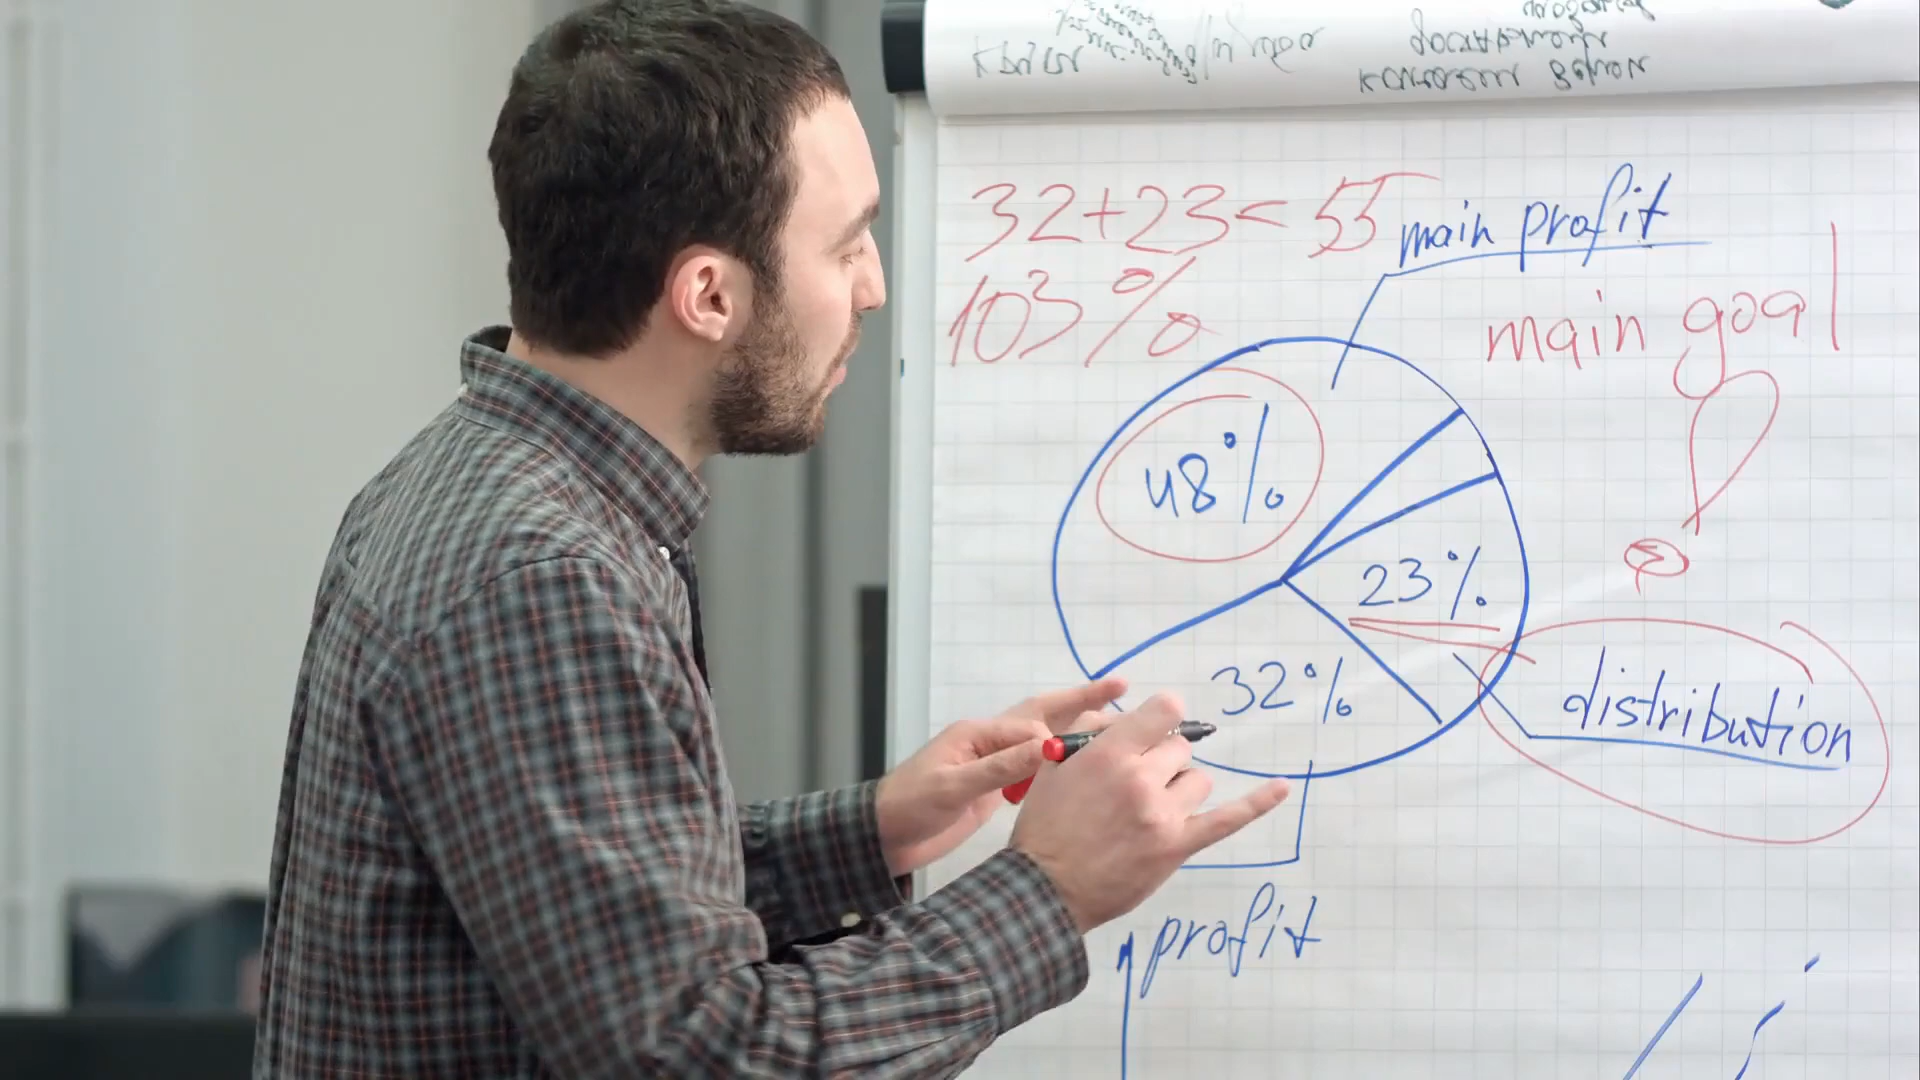 32+23=55
main profit
103%
main goal!
48%
23%
32%
distribution
profit